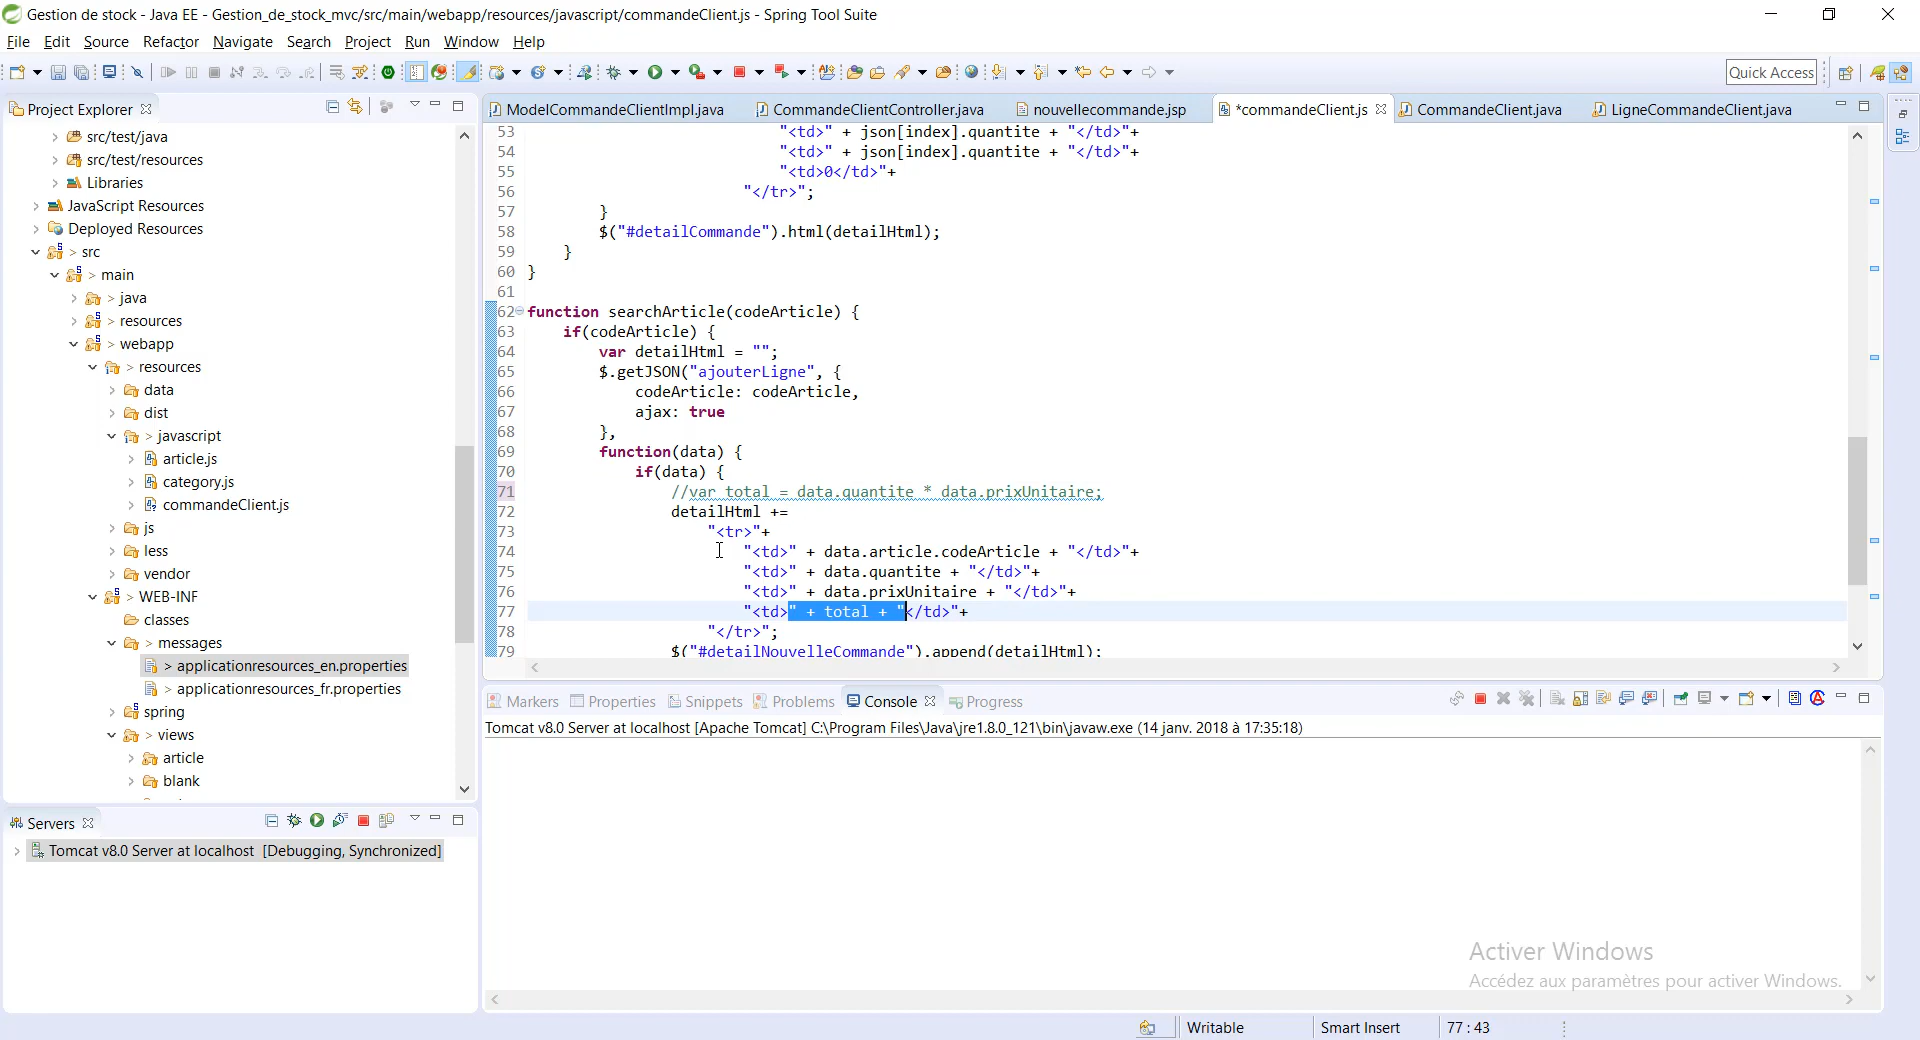 Gestion de stock - Java EE - Gestion_de_stock_mvc/src/main/webapp/resources/javascript/commandeClient.js - Spring Tool Suite
File Edit Source Refactor Navigate Search Project Run Window Help
Quick Access
Project Explorer
src/test/java
src/test/resources
Libraries
JavaScript Resources
Deployed Resources
> src
> main
> java
> resources
> webapp
> resources
data
dist
> javascript
article.js
category.js
commandeClient.js
js
less
vendor
> WEB-INF
classes
> messages
> applicationresources_en.properties
> applicationresources_fr.properties
> spring
> views
article
blank
ModelCommandeClientImpl.java CommandeClientController.java nouvellecommande.jsp *commandeClient.js CommandeClient.java LigneCommandeClient.java
53 "<td>" + json[index].quantite + "</td>"+
54 "<td>" + json[index].quantite + "</td>"+
55 "<td>0</td>"+
56 "</tr>";
57 }
58 $("#detailCommande").html(detailHtml);
59 }
60 }
61
62 function searchArticle(codeArticle) {
63 if(codeArticle) {
64 var detailHtml = "";
65 $.getJSON("ajouterLigne", {
66 codeArticle: codeArticle,
67 ajax: true
68 },
69 function(data) {
70 if(data) {
71 //var total = data.quantite * data.prixUnitaire;
72 detailHtml +=
73 "<tr>"+
74 "<td>" + data.article.codeArticle + "</td>"+
75 "<td>" + data.quantite + "</td>"+
76 "<td>" + data.prixUnitaire + "</td>"+
77 "<td>" + total + "</td>"+
78 "</tr>";
79 $("#detailNouvelleCommande").append(detailHtml);
Markers Properties Snippets Problems Console Progress
Tomcat v8.0 Server at localhost [Apache Tomcat] C:\Program Files\Java\jre1.8.0_121\bin\javaw.exe (14 janv. 2018 à 17:35:18)
Servers
Tomcat v8.0 Server at localhost [Debugging, Synchronized]
Activer Windows
Accédez aux paramètres pour activer Windows.
Writable Smart Insert 77 : 43